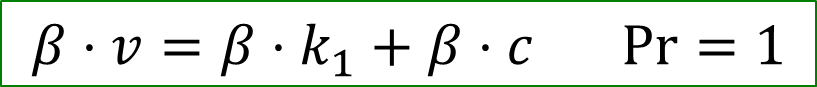 β · v = β · k₁ + β · c  Pr = 1